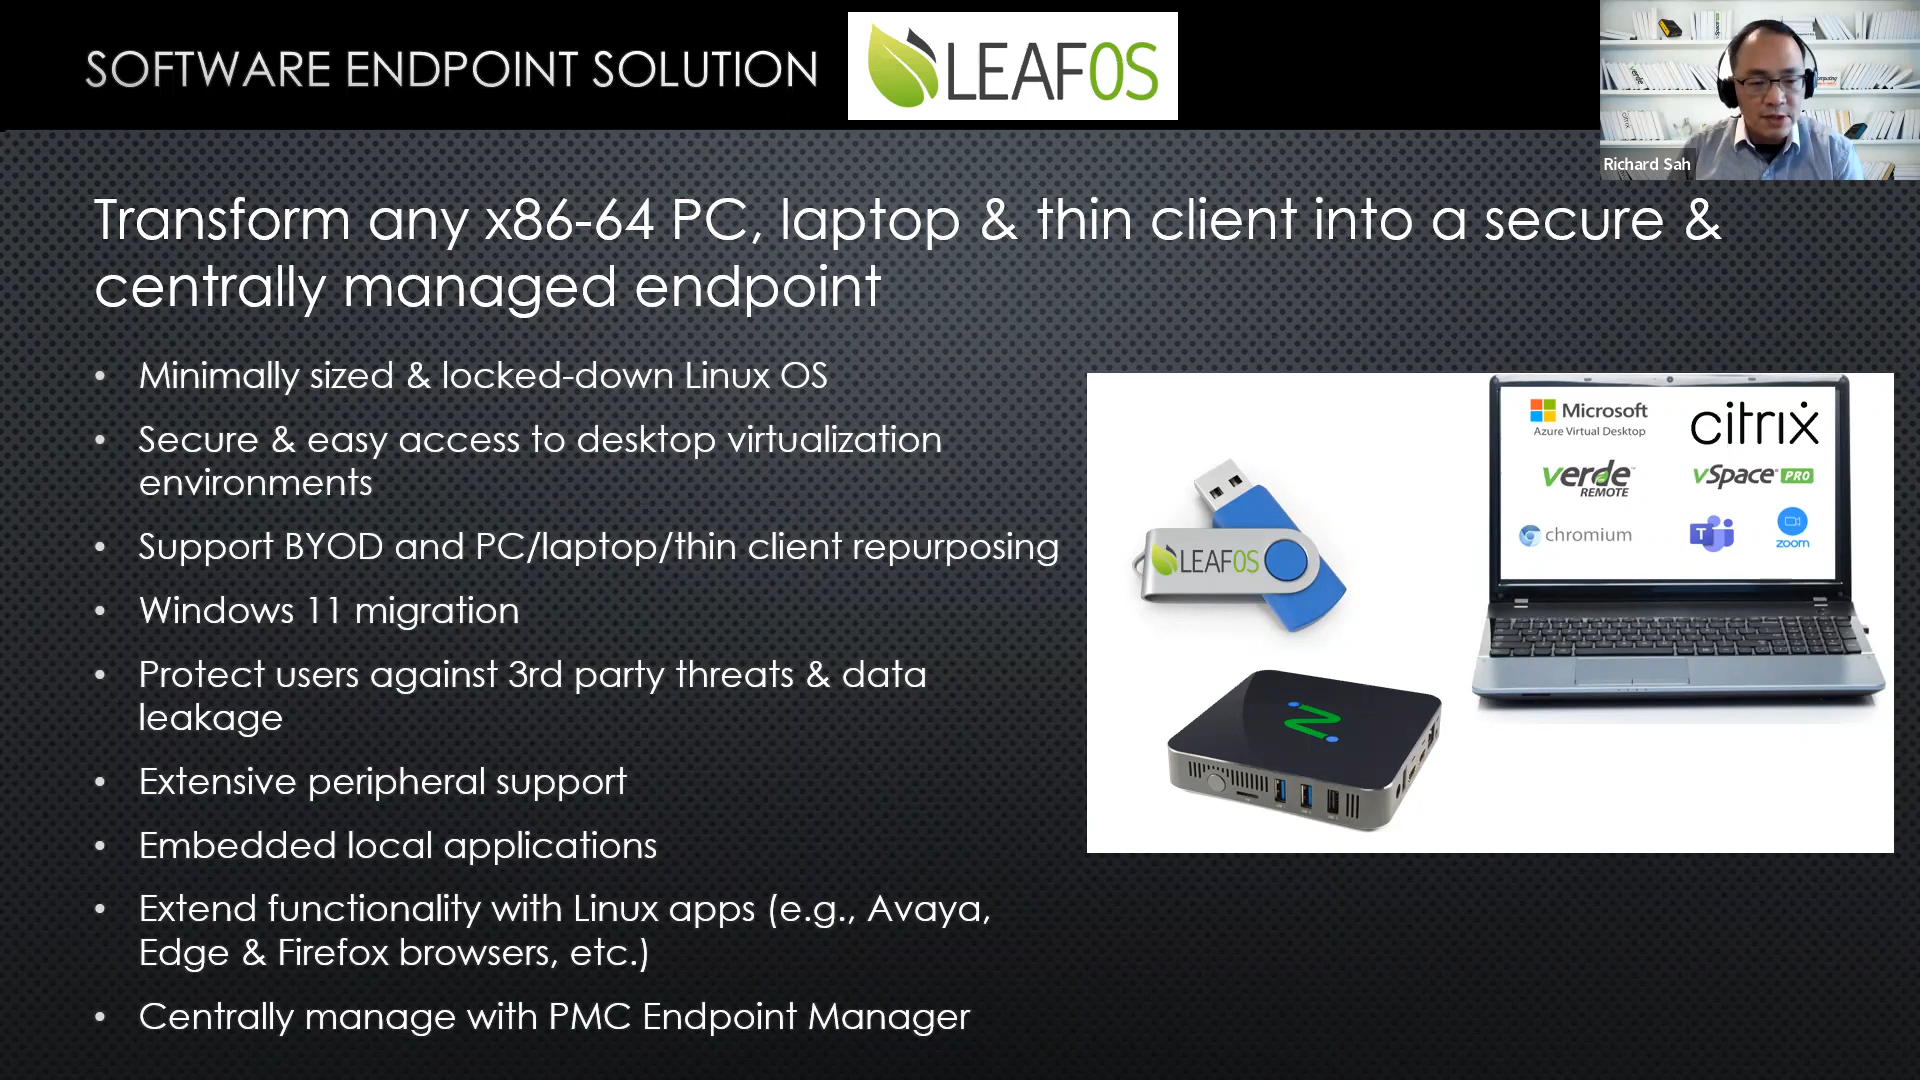 SOFTWARE ENDPOINT SOLUTION
LEAFOS
Richard Sah
Transform any x86-64 PC, laptop & thin client into a secure &
centrally managed endpoint
• Minimally sized & locked-down Linux OS
• Secure & easy access to desktop virtualization
environments
• Support BYOD and PC/laptop/thin client repurposing
• Windows 11 migration
• Protect users against 3rd party threats & data
leakage
• Extensive peripheral support
• Embedded local applications
• Extend functionality with Linux apps (e.g., Avaya,
Edge & Firefox browsers, etc.)
• Centrally manage with PMC Endpoint Manager
LEAFOS
Microsoft
Azure Virtual Desktop
citrix
verde
REMOTE
vSpace PRO
chromium
T
zoom